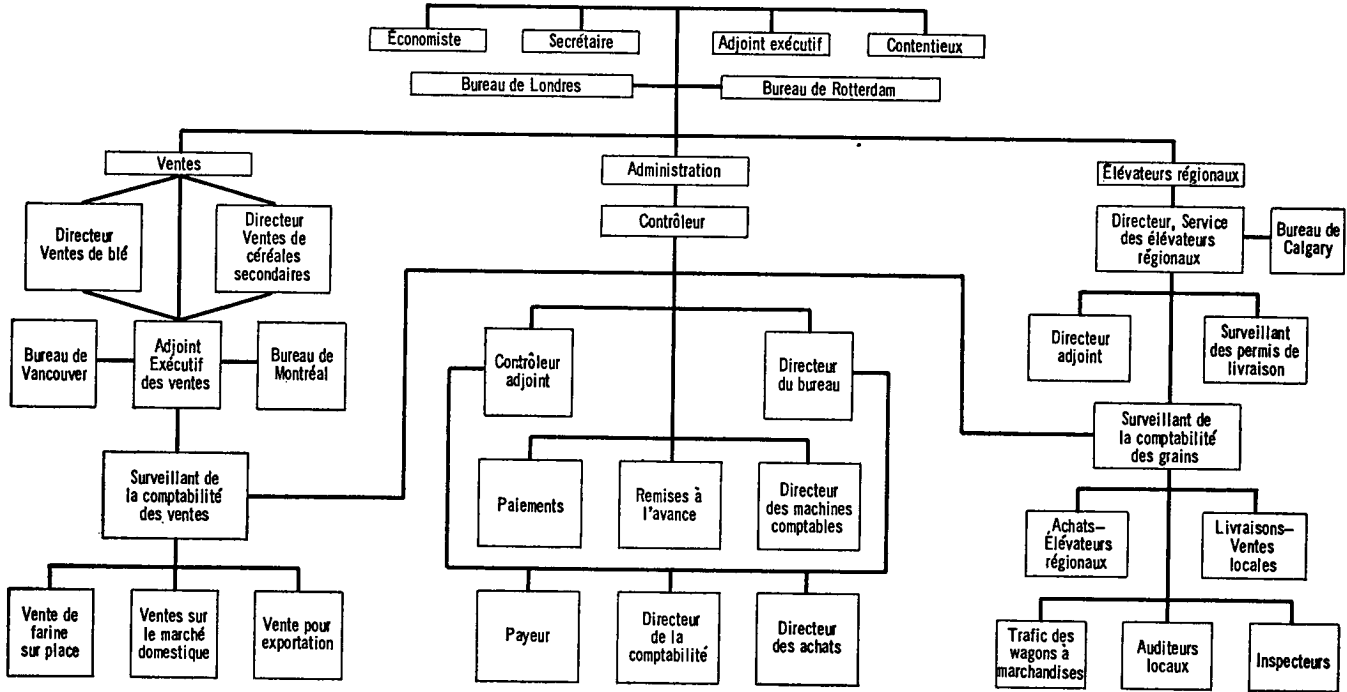 Économiste
Secrétaire
Adjoint exécutif
Contentieux
Bureau de Londres
Bureau de Rotterdam
Ventes
Administration
Élévateurs régionaux
Directeur
Ventes de blé
Directeur
Ventes de
céréales
secondaires
Contrôleur
Directeur, Service
des élévateurs
régionaux
Bureau de
Calgary
Bureau de
Vancouver
Adjoint
Exécutif
des ventes
Bureau de
Montréal
Contrôleur
adjoint
Directeur
du bureau
Directeur
adjoint
Surveillant
des permis de
livraison
Surveillant de
la comptabilité
des ventes
Paiements
Remises à
l'avance
Directeur
des machines
comptables
Surveillant de
la comptabilité
des grains
Achats—
Élévateurs
régionaux
Livraisons—
Ventes
locales
Vente de
farine
sur place
Ventes sur
le marché
domestique
Vente pour
exportation
Payeur
Directeur
de la
comptabilité
Directeur
des achats
Trafic des
wagons à
marchandises
Auditeurs
locaux
Inspecteurs